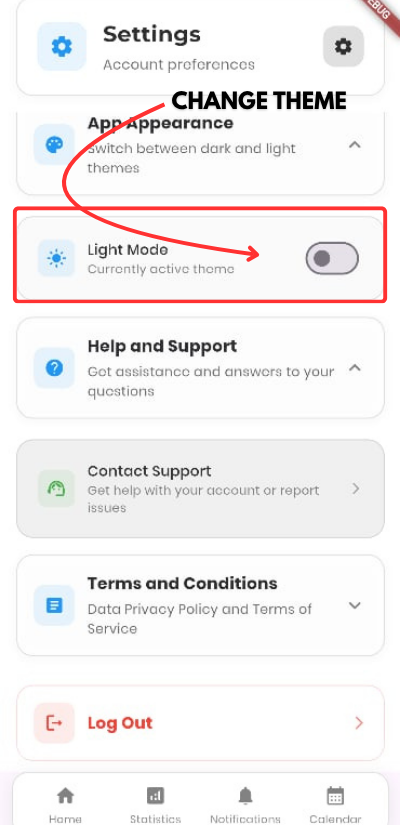 Settings
Account preferences
EBUG
CHANGE THEME
App Appearance
Switch between dark and light
themes
Light Mode
Currently active theme
Help and Support
Get assistance and answers to your
questions
Contact Support
Get help with your account or report
issues
Terms and Conditions
Data Privacy Policy and Terms of
Service
Log Out
Home Statistics Notifications Calendar